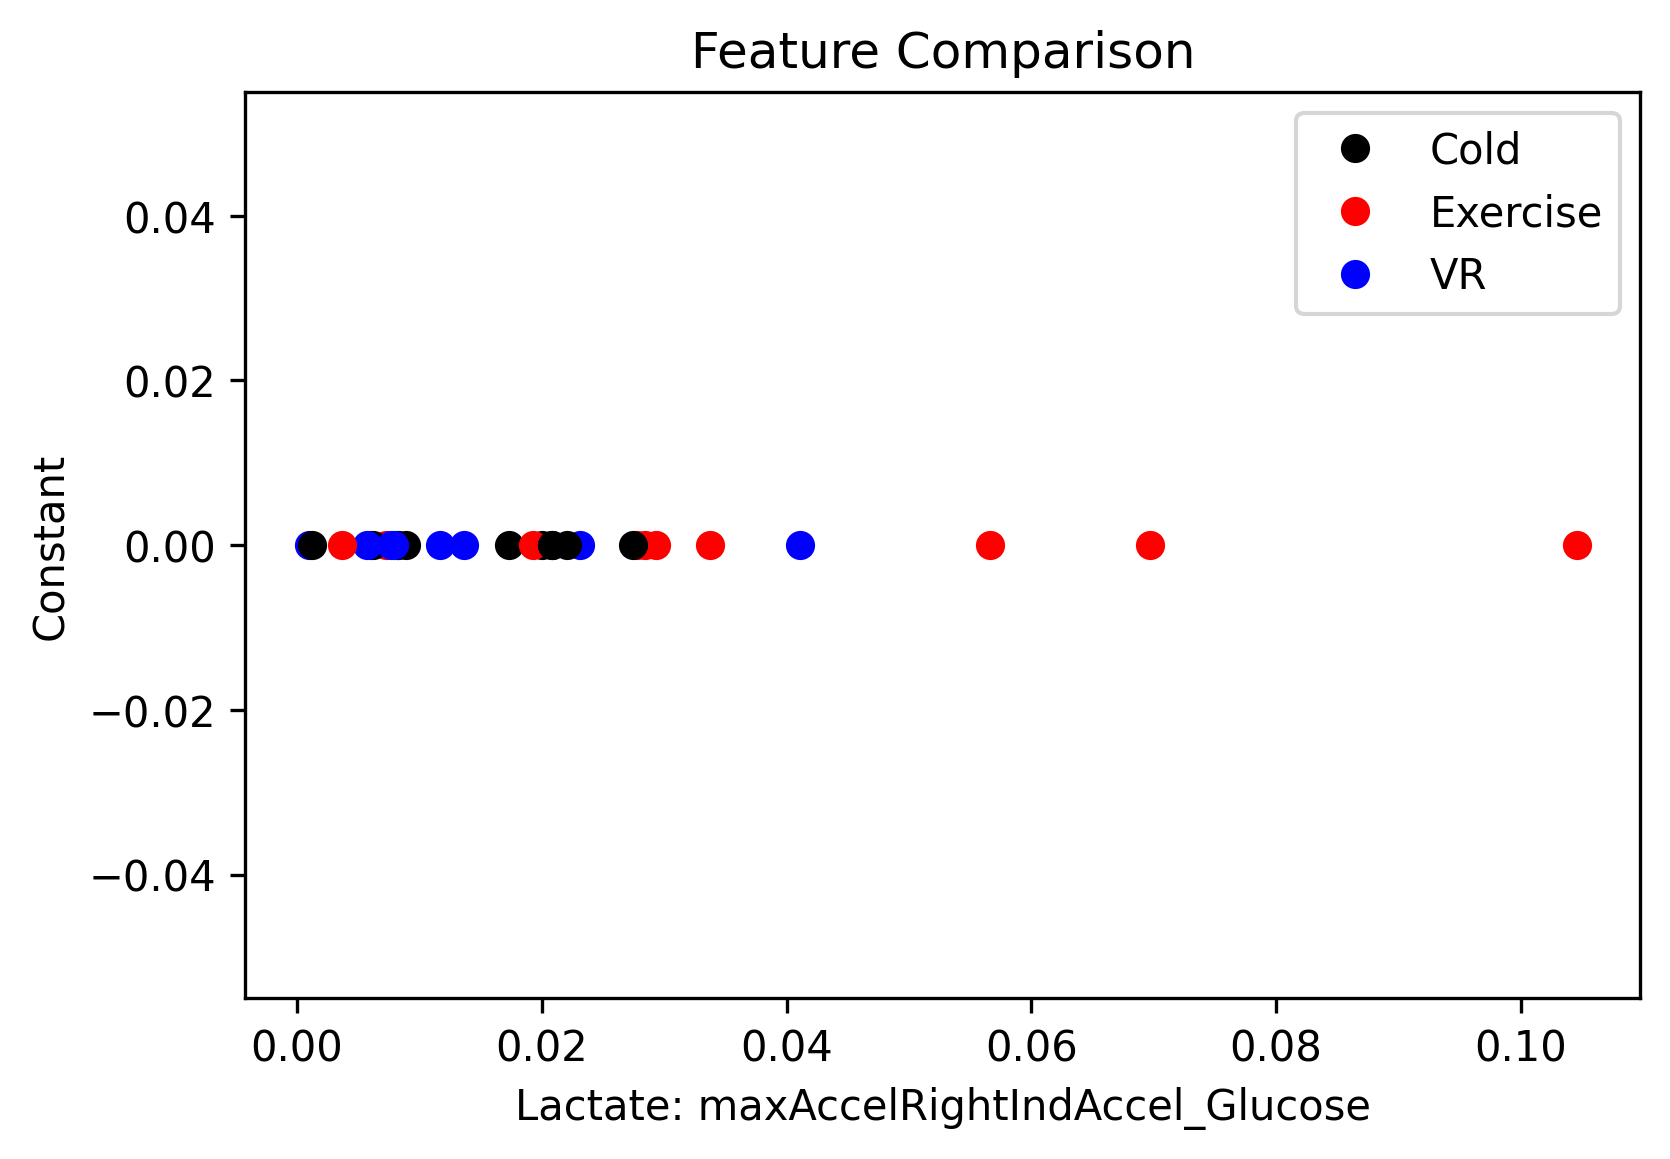 Feature Comparison
Cold
Exercise
VR
0.04
0.02
0.00
−0.02
−0.04
Constant
0.00 0.02 0.04 0.06 0.08 0.10
Lactate: maxAccelRightIndAccel_Glucose